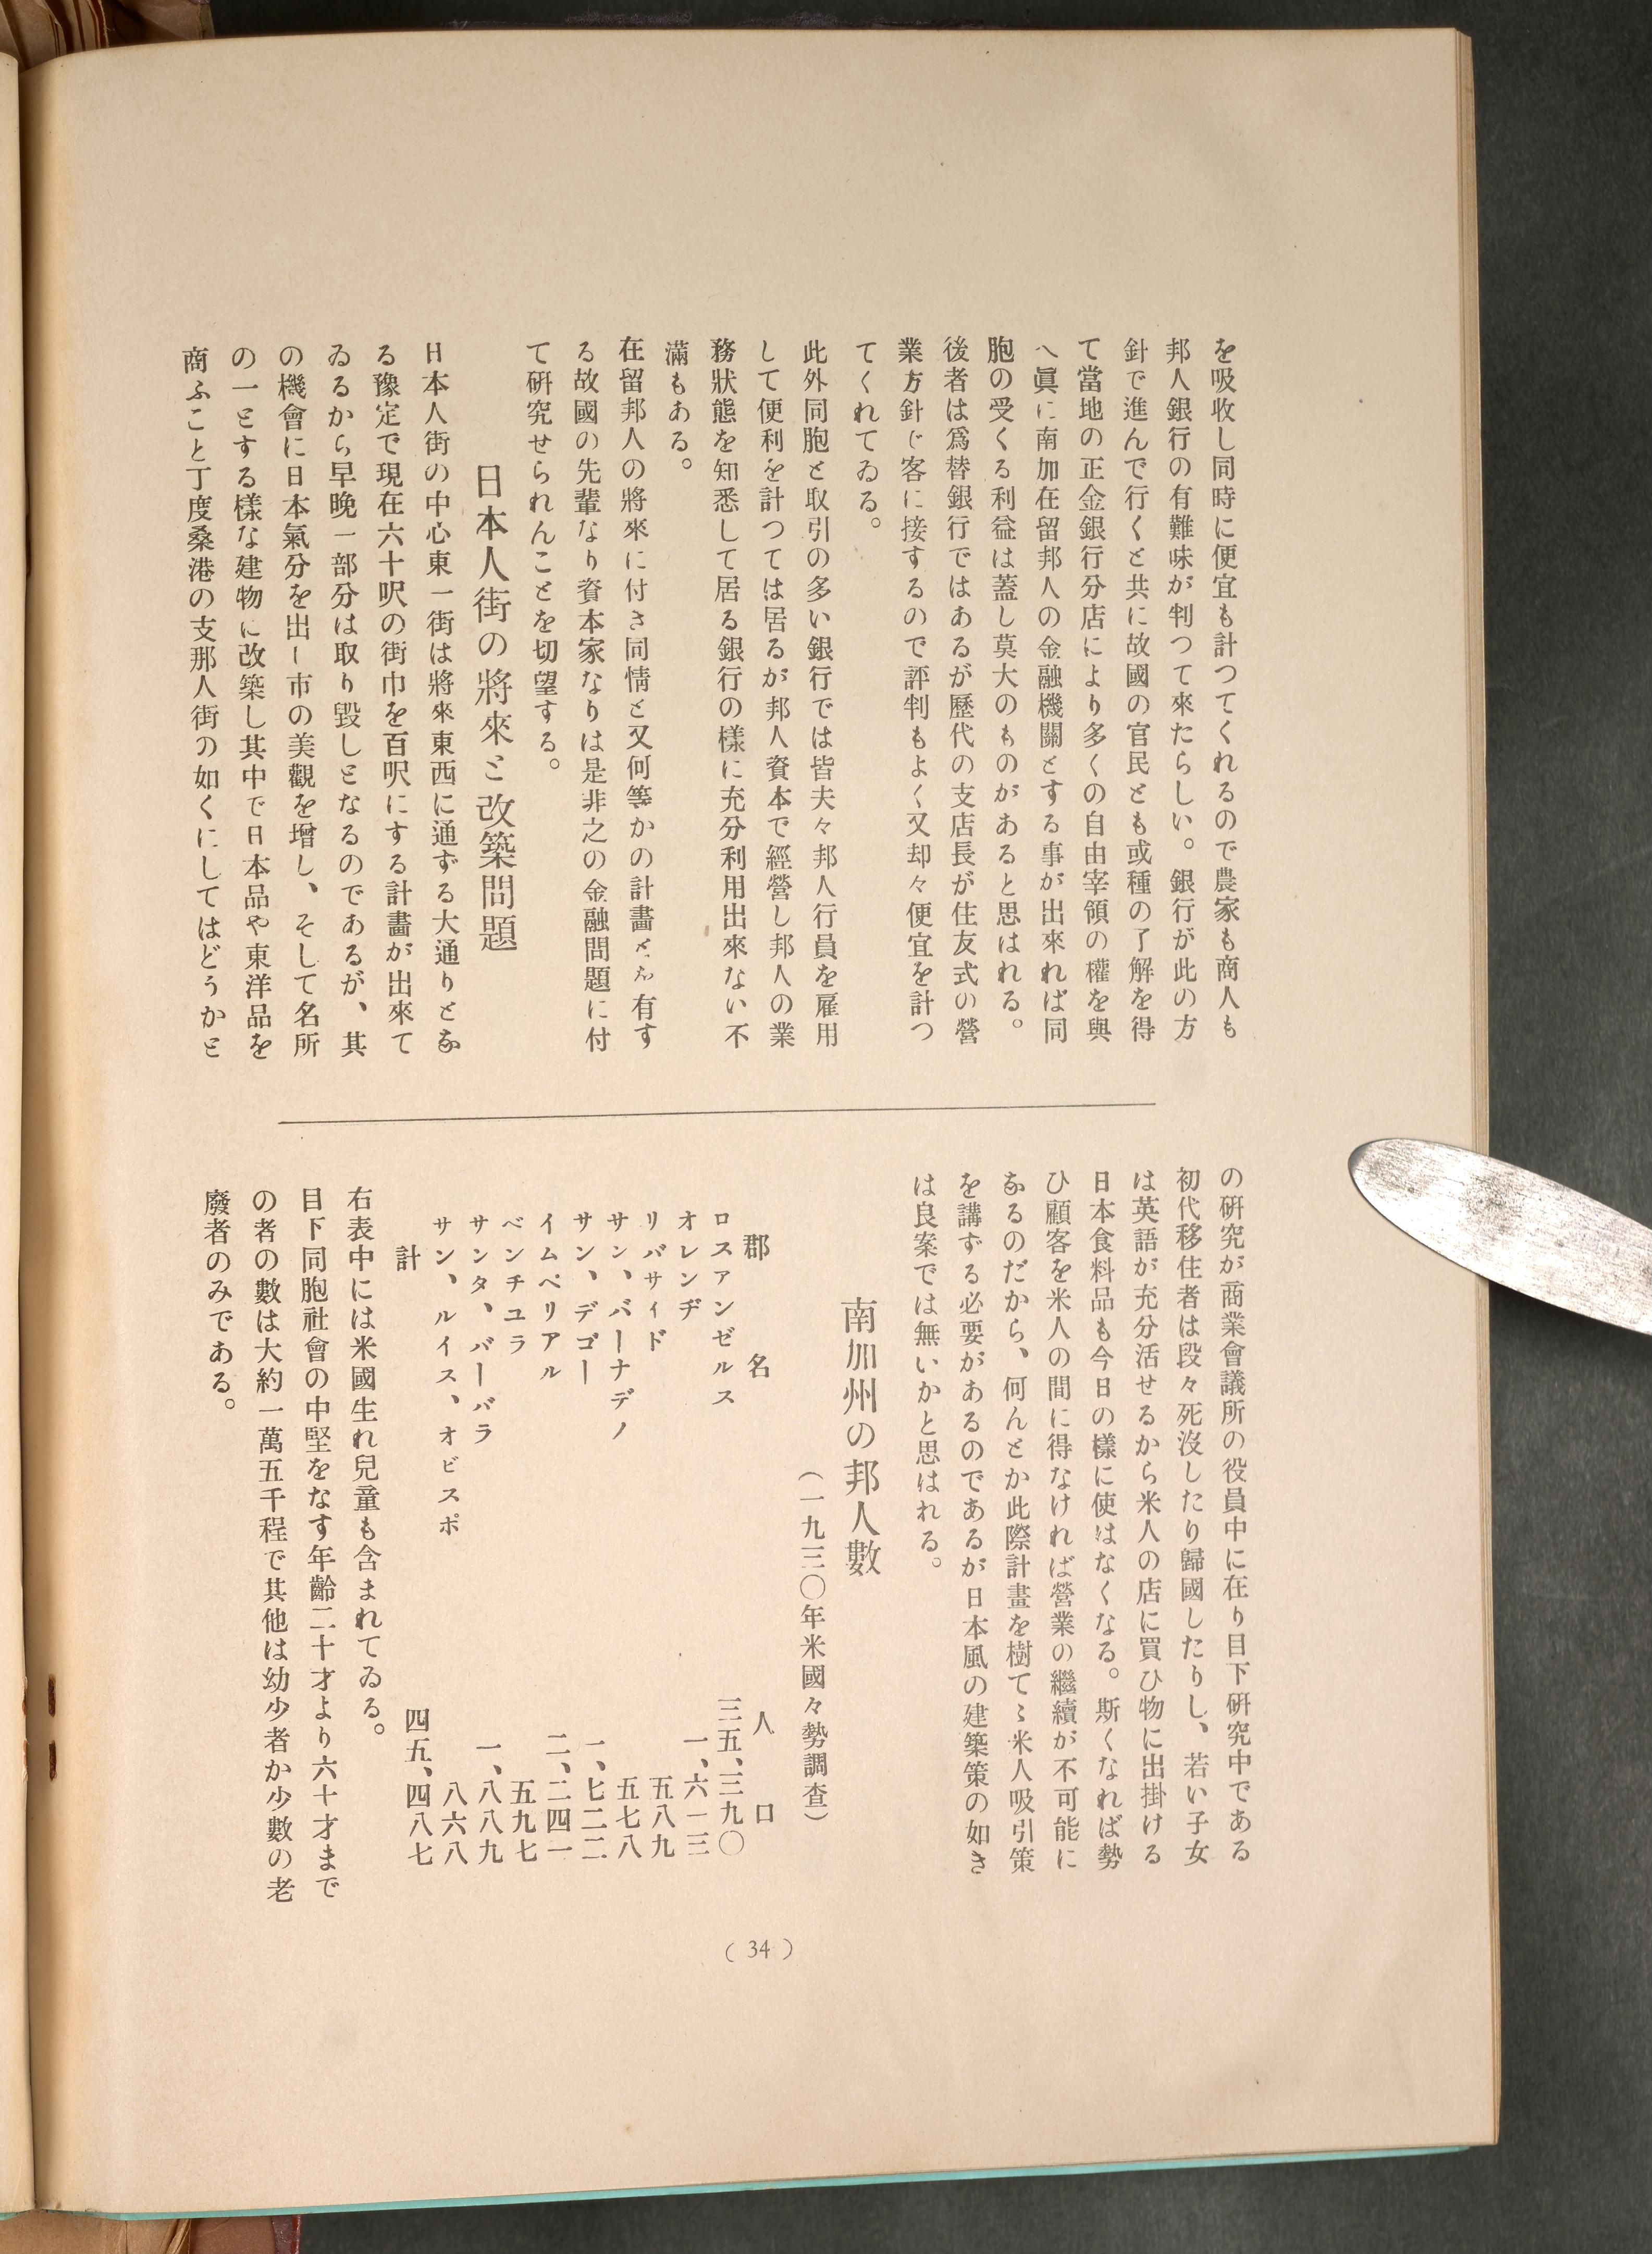 を吸收し同時に便宜も計つてくれるので農家も商人も
邦人銀行の有難味が判つて來たらしい。銀行が此の方
針で進んで行くと共に故國の官民とも或種の了解を得
て當地の正金銀行分店により多くの自由宰領の權を與
へ眞に南加在留邦人の金融機關とする事が出來れば同
胞の受くる利益は蓋し莫大のものがあると思はれる。
後者は爲替銀行ではあるが歷代の支店長が住友式の營
業方針じ客に接するので評判もよく又却々便宜を計つ
てくれてゐる。
此外同胞と取引の多い銀行では皆夫々邦人行員を雇用
して便利を計つては居るが邦人資本で經營し邦人の業
務狀態を知悉して居る銀行の樣に充分利用出來ない不
滿もある。
在留邦人の將來に付き同情と又何等かの計畫とを有す
る故國の先輩なり資本家なりは是非之の金融問題に付
て研究せられんことを切望する。
日本人街の將來と改築問題
日本人街の中心東一街は將來東西に通ずる大通りとな
る豫定で現在六十呎の街巾を百呎にする計畫が出來て
ゐるから早晩一部分は取り毀しとなるのであるが、其
の機會に日本氣分を出し市の美觀を增し、そして名所
の一とする樣な建物に改築し其中で日本品や東洋品を
商ふこと丁度桑港の支那人街の如くにしてはどうかと
の硏究が商業會議所の役員中に在り目下硏究中である
初代移住者は段々死沒したり歸國したりし、若い子女
は英語が充分活せるから米人の店に買ひ物に出掛ける
日本食料品も今日の樣に使はなくなる。斯くなれば勢
ひ顧客を米人の間に得なければ營業の繼續が不可能に
なるのだから、何んとか此際計畫を樹てゝ米人吸引策
を講ずる必要があるのであるが日本風の建築策の如き
は良案では無いかと思はれる。
南加州の邦人數
（一九三〇年米國々勢調查）
郡名 人口
ロスアンゼルス 三五、三九〇
オレンヂ 一、六一三
リバサイド 五八九
サン、バーナデノ 五七八
サン、デゴー 一、七二二
イムペリアル 二、二四一
ベンチユラ 五九七
サンタ、バーバラ 一、八八九
サン、ルイス、オビスポ 八六八
計 四五、四八七
右表中には米國生れ兒童も含まれてゐる。
目下同胞社會の中堅をなす年齡二十才より六十才まで
の者の數は大約一萬五千程で其他は幼少者か少數の老
廢者のみである。
（34）